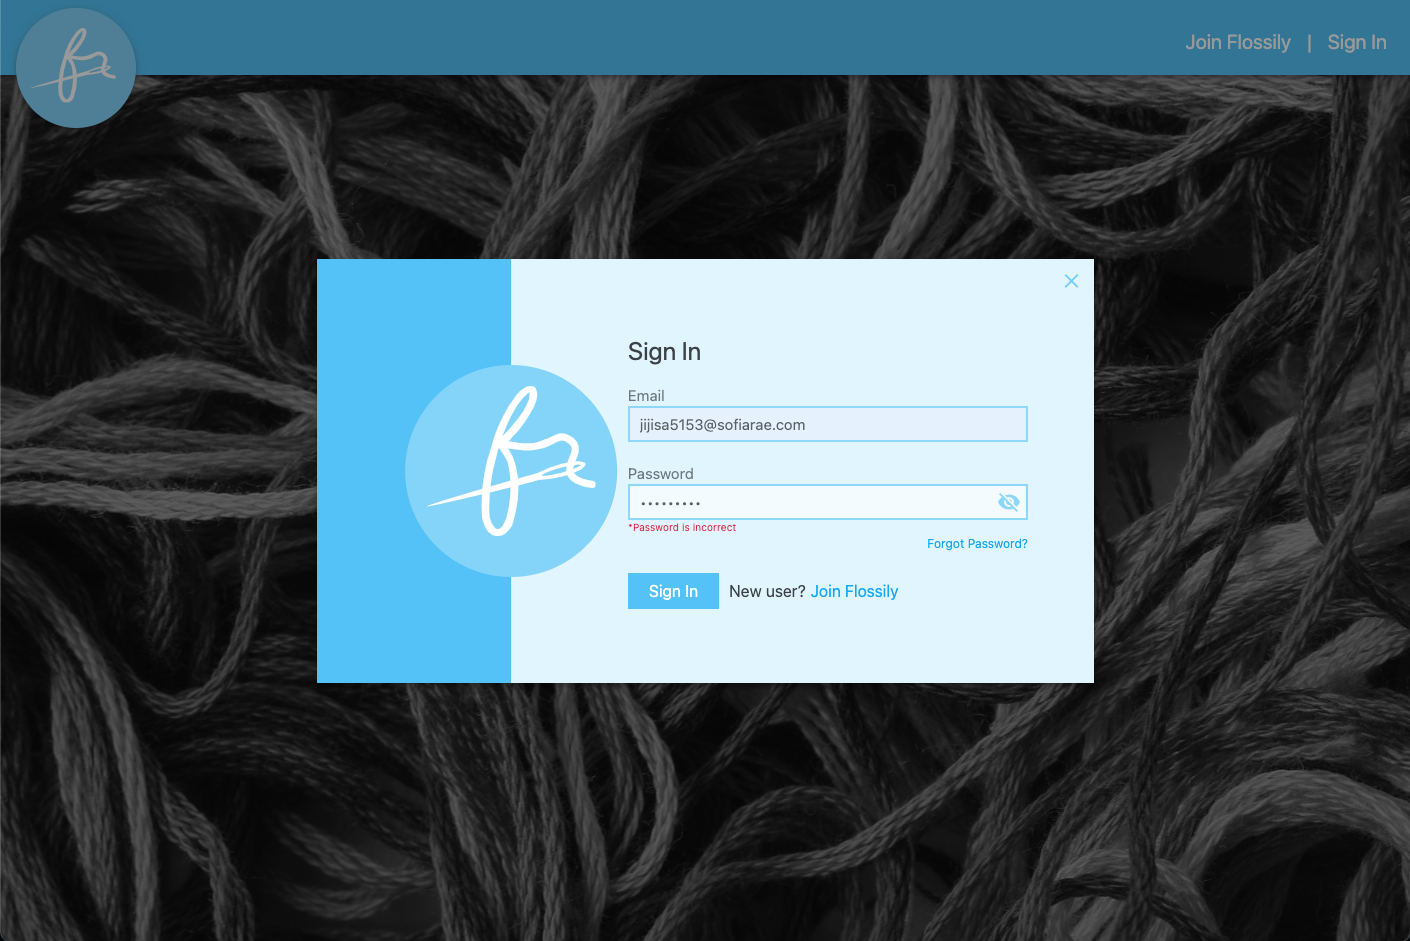 Join Flossily | Sign In
Sign In
Email
jijisa5153@sofiarae.com
Password
•••••••••
*Password is incorrect
Forgot Password?
Sign In New user? Join Flossily